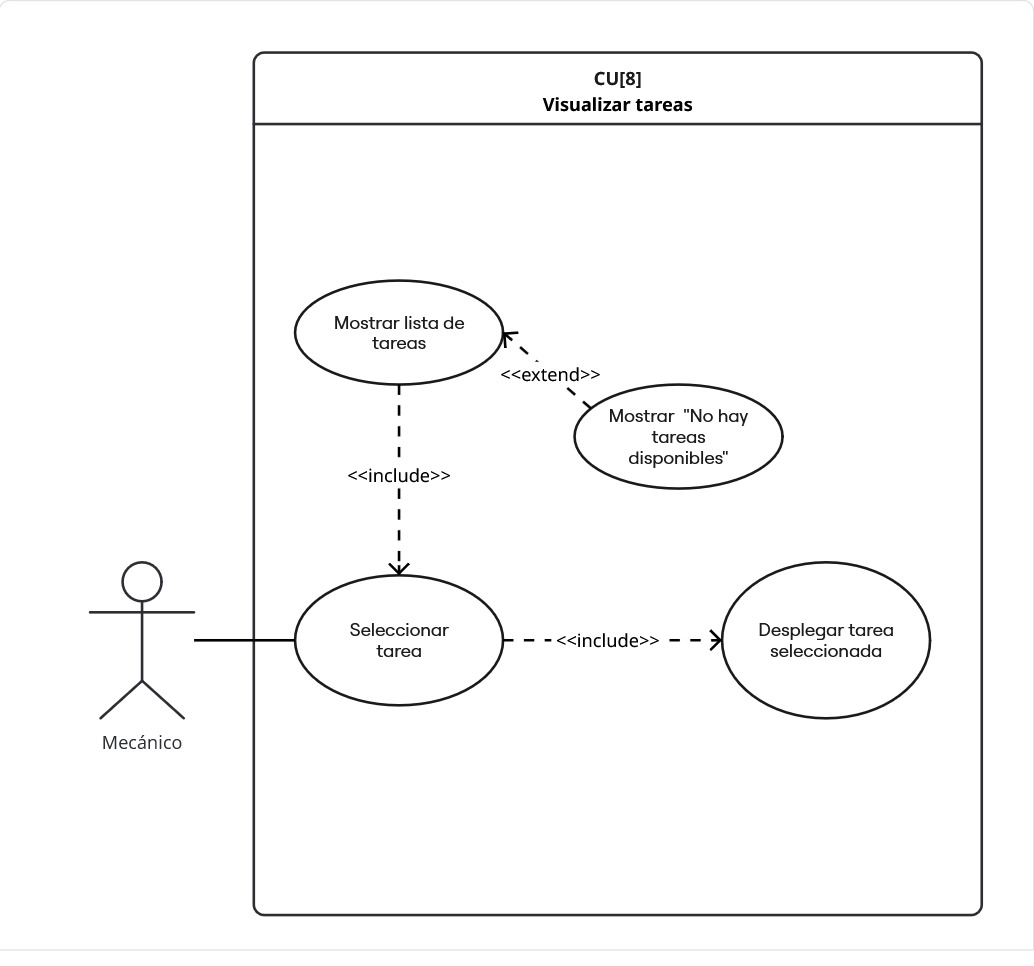 CU[8]
Visualizar tareas
Mostrar lista de
tareas
<<extend>>
Mostrar "No hay
tareas
disponibles"
<<include>>
Seleccionar
tarea
<<include>>
Desplegar tarea
seleccionada
Mecánico